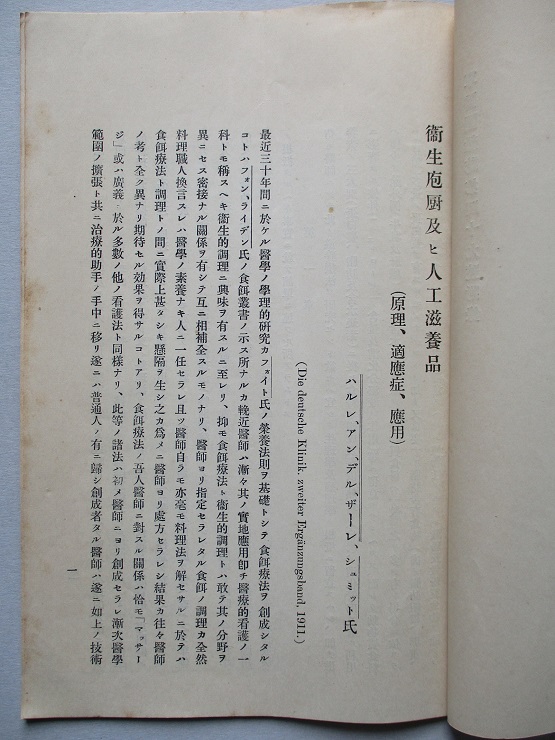 衞生庖厨及ヒ人工滋養品
（原理、適應症、應用）
ハルレ、アン、デル、ザーレ、シュミット氏
(Die deutsche Klinik. zweiter Ergänzungsband, 1911.)
最近三十年間ニ於ケル醫學ノ學理的研究カフォイト氏ノ榮養法則ヲ基礎トシテ食餌療法ヲ創成シタル
コトハフォン、ライデン氏ノ食餌叢書ノ示ス所ナルカ輓近醫師ハ漸々其ノ實地應用卽チ醫療的看護ノ一
科トモ稱スヘキ衞生的調理ニ興味ヲ有スルニ至レリ、抑モ食餌療法ト衞生的調理トハ敢テ其ノ分野ヲ
異ニセス密接ナル關係ヲ有シテ互ニ相補全スルモノナリ、醫師ヨリ指定セラレタル食餌ノ調理カ全然
料理職人換言スレハ醫學ノ素養ナキ人ニ一任セラレ且ツ醫師自ラモ亦毫モ料理法ヲ解セサルニ於テハ
食餌療法ト調理トノ間ニ實際上甚タシキ懸隔ヲ生シ之カ爲メニ醫師ヨリ處方セラレシ結果カ往々醫師
ノ考ト全ク異ナリ期待セル効果ヲ得サルコトアリ、食餌療法ノ吾人醫師ニ對スル關係ハ恰モ「マッサー
ジ」或ハ廣義ニ於ル多數ノ他ノ看護法ト同樣ナリ、此等ノ諸法ハ初メ醫師ニヨリ創成セラレ漸次醫學
範圍ノ擴張ト共ニ治療的助手ノ手中ニ移リ遂ニハ普通人ノ有ニ歸シ創成者タル醫師ハ遂ニ如上ノ技術
一